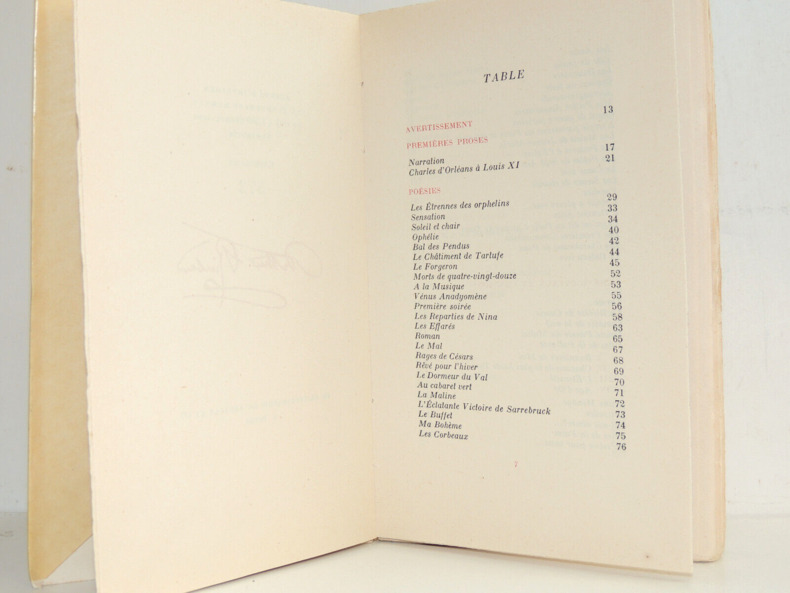 TABLE
AVERTISSEMENT 13
PREMIÈRES PROSES
Narration 17
Charles d'Orléans à Louis XI 21
POÉSIES
Les Étrennes des orphelins 29
Sensation 33
Soleil et chair 34
Ophélie 40
Bal des Pendus 42
Le Châtiment de Tartufe 44
Le Forgeron 45
Morts de quatre-vingt-douze 52
A la Musique 53
Vénus Anadyomène 55
Première soirée 56
Les Reparties de Nina 58
Les Effarés 63
Roman 65
Le Mal 67
Rages de Césars 68
Rêvé pour l'hiver 69
Le Dormeur du Val 70
Au cabaret vert 71
La Maline 72
L'Éclatante Victoire de Sarrebruck 73
Le Buffet 74
Ma Bohème 75
Les Corbeaux 76